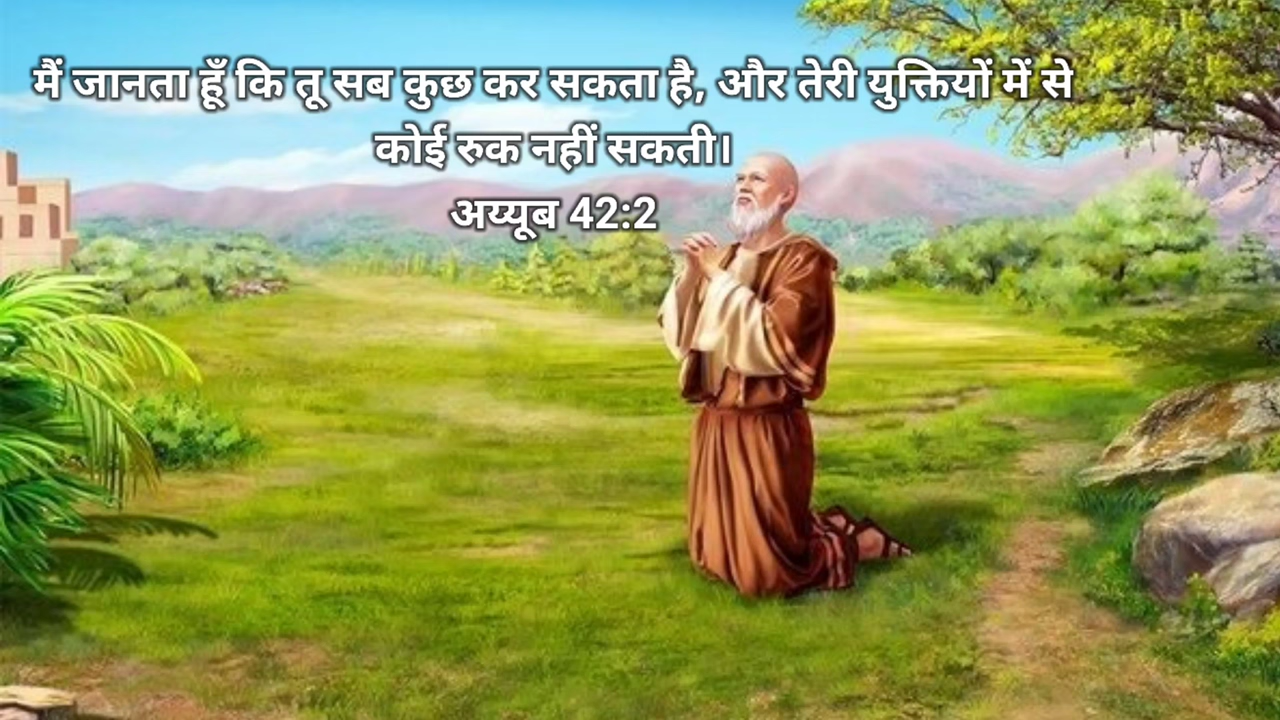 मैं जानता हूँ कि तू सब कुछ कर सकता है, और तेरी युक्तियों में से
कोई रुक नहीं सकती।
अय्यूब 42:2